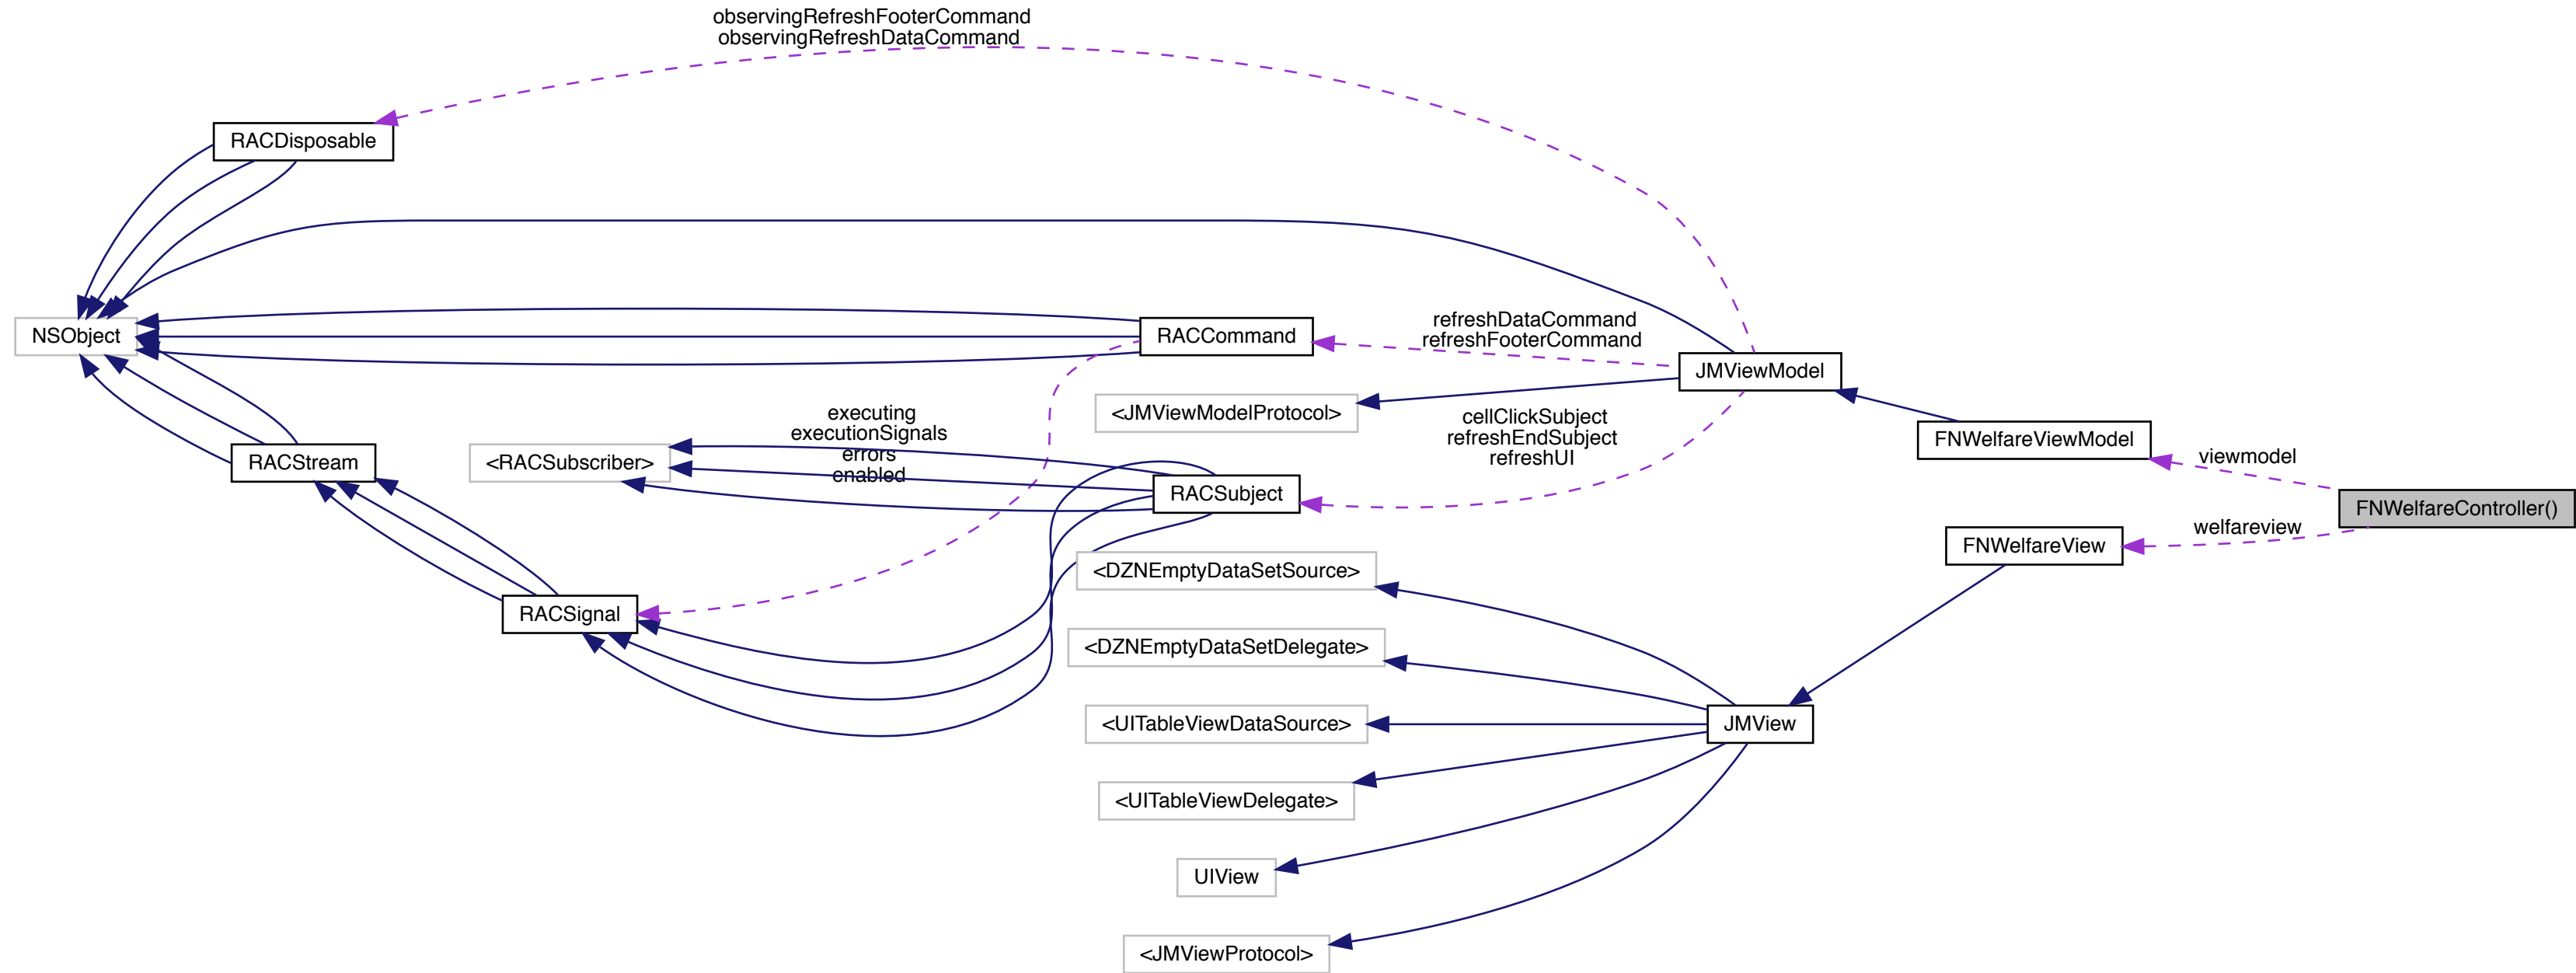 observingRefreshFooterCommand
observingRefreshDataCommand
RACDisposable
NSObject
RACCommand
refreshDataCommand
refreshFooterCommand
JMViewModel
<JMViewModelProtocol>
executing
executionSignals
errors
enabled
cellClickSubject
refreshEndSubject
refreshUI
FNWelfareViewModel
viewmodel
RACStream
<RACSubscriber>
RACSubject
FNWelfareController()
welfareview
FNWelfareView
<DZNEmptyDataSetSource>
RACSignal
<DZNEmptyDataSetDelegate>
<UITableViewDataSource>
JMView
<UITableViewDelegate>
UIView
<JMViewProtocol>